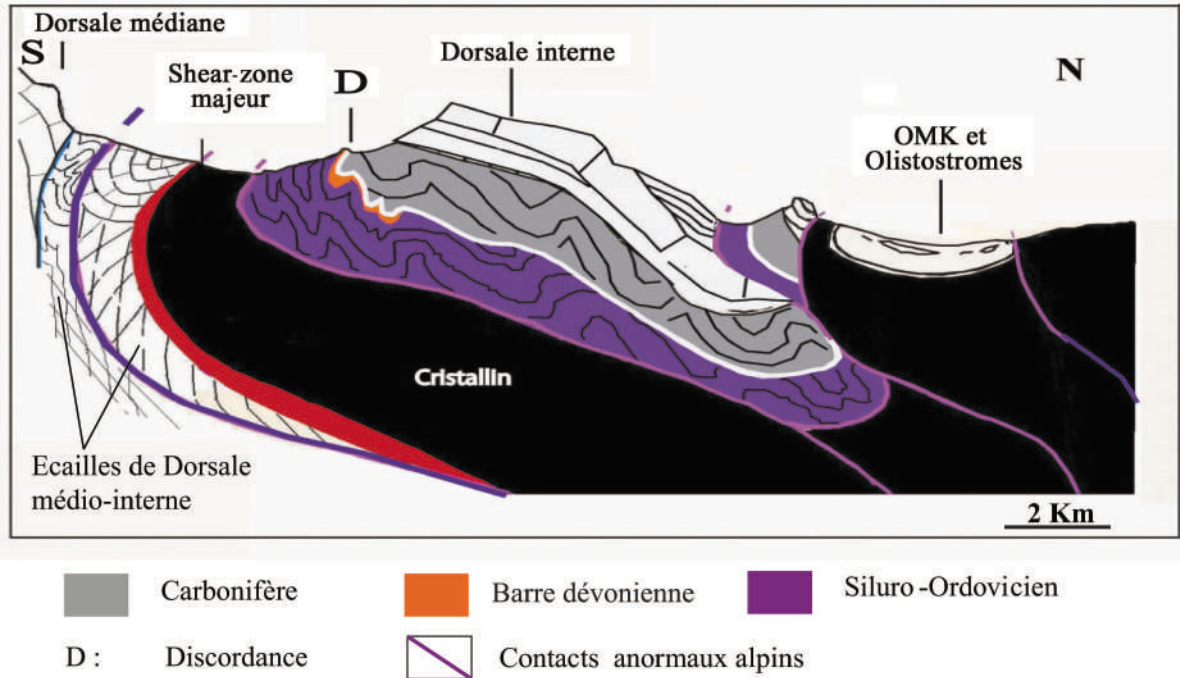 Dorsale médiane
S
Shear-zone
majeur
D
Dorsale interne
N
OMK et
Olistostromes
Cristallin
Ecailles de Dorsale
médio-interne
2 Km
Carbonifère
Barre dévonienne
Siluro-Ordovicien
D : Discordance
Contacts anormaux alpins